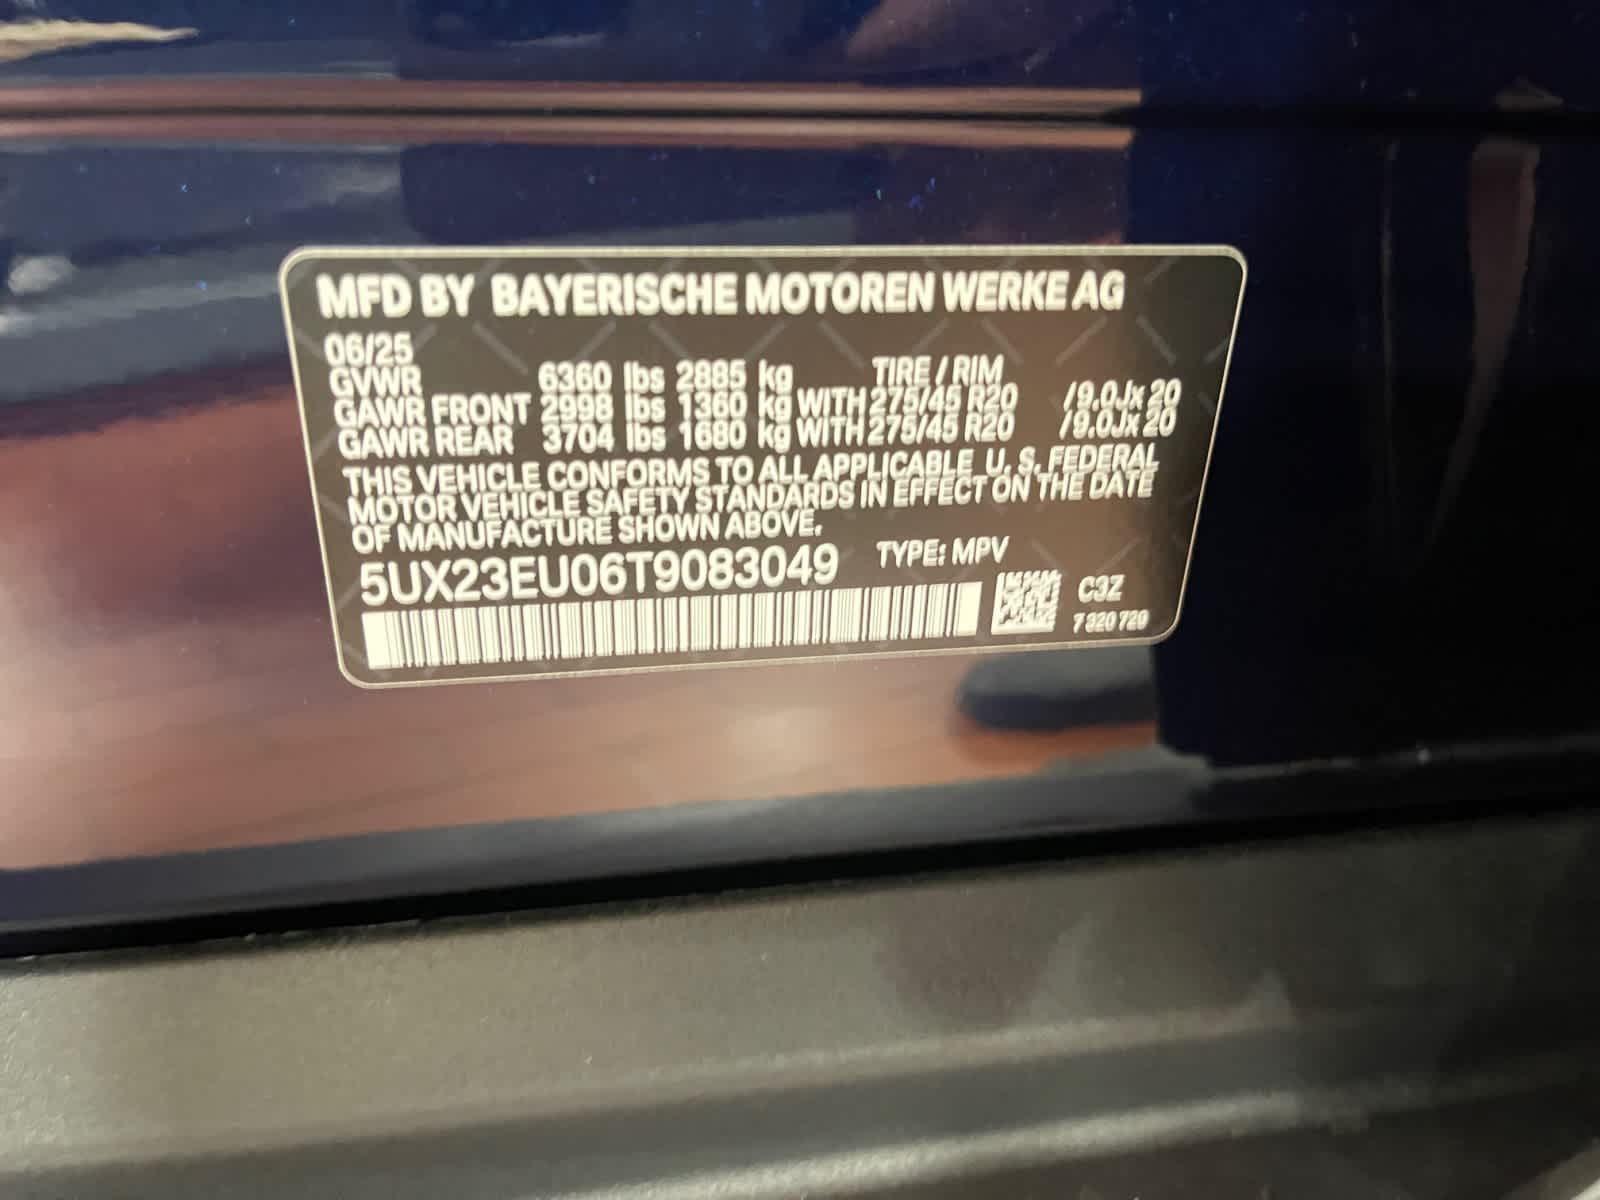 MFD BY BAYERISCHE MOTOREN WERKE AG
06/25
GVWR 6360 lbs 2885 kg TIRE / RIM
GAWR FRONT 2998 lbs 1360 kg WITH 275/45 R20 /9.0Jx 20
GAWR REAR 3704 lbs 1680 kg WITH 275/45 R20 /9.0Jx 20
THIS VEHICLE CONFORMS TO ALL APPLICABLE U. S. FEDERAL
MOTOR VEHICLE SAFETY STANDARDS IN EFFECT ON THE DATE
OF MANUFACTURE SHOWN ABOVE.
5UX23EU06T9083049 TYPE: MPV
C3Z
7 320 729